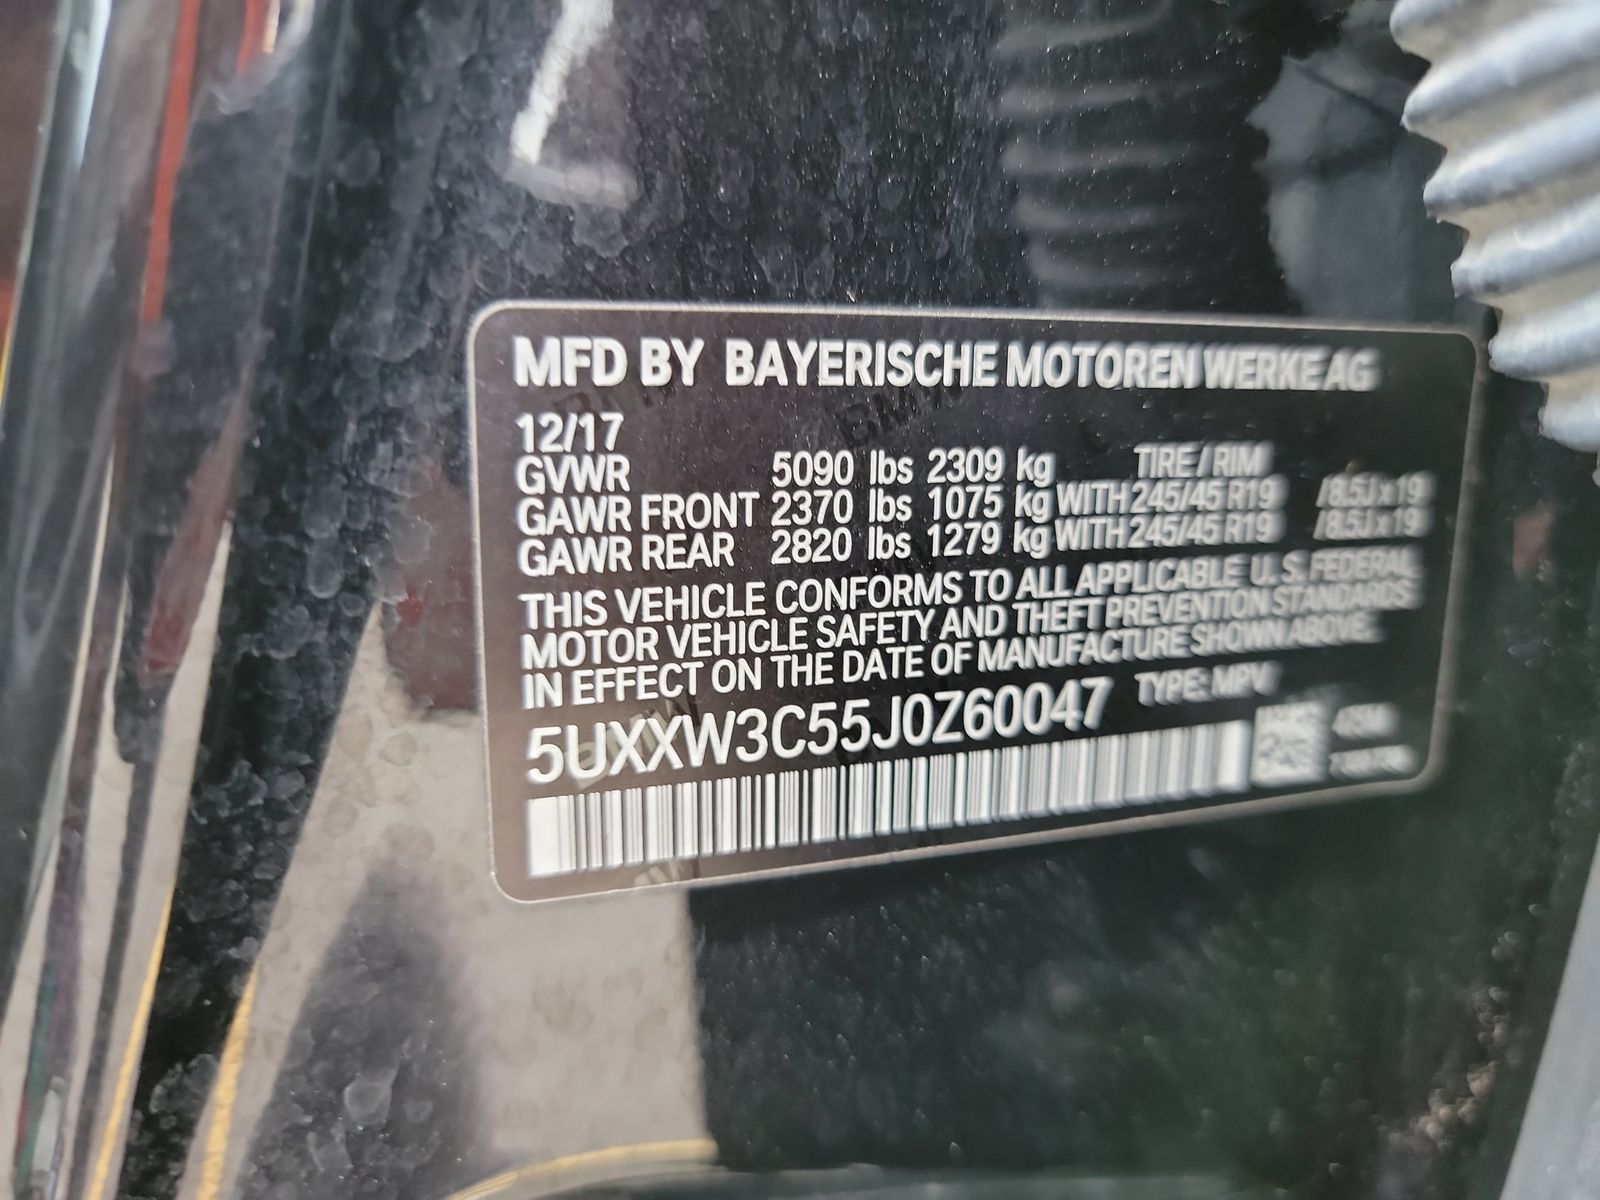 MFD BY BAYERISCHE MOTOREN WERKE AG
12/17
GVWR 5090 lbs 2309 kg TIRE / RIM
GAWR FRONT 2370 lbs 1075 kg WITH 245/45 R19 / 8.5J x 19
GAWR REAR 2820 lbs 1279 kg WITH 245/45 R19 / 8.5J x 19
THIS VEHICLE CONFORMS TO ALL APPLICABLE U.S. FEDERAL
MOTOR VEHICLE SAFETY AND THEFT PREVENTION STANDARDS
IN EFFECT ON THE DATE OF MANUFACTURE SHOWN ABOVE.
5UXXW3C55J0Z60047 TYPE: MPV